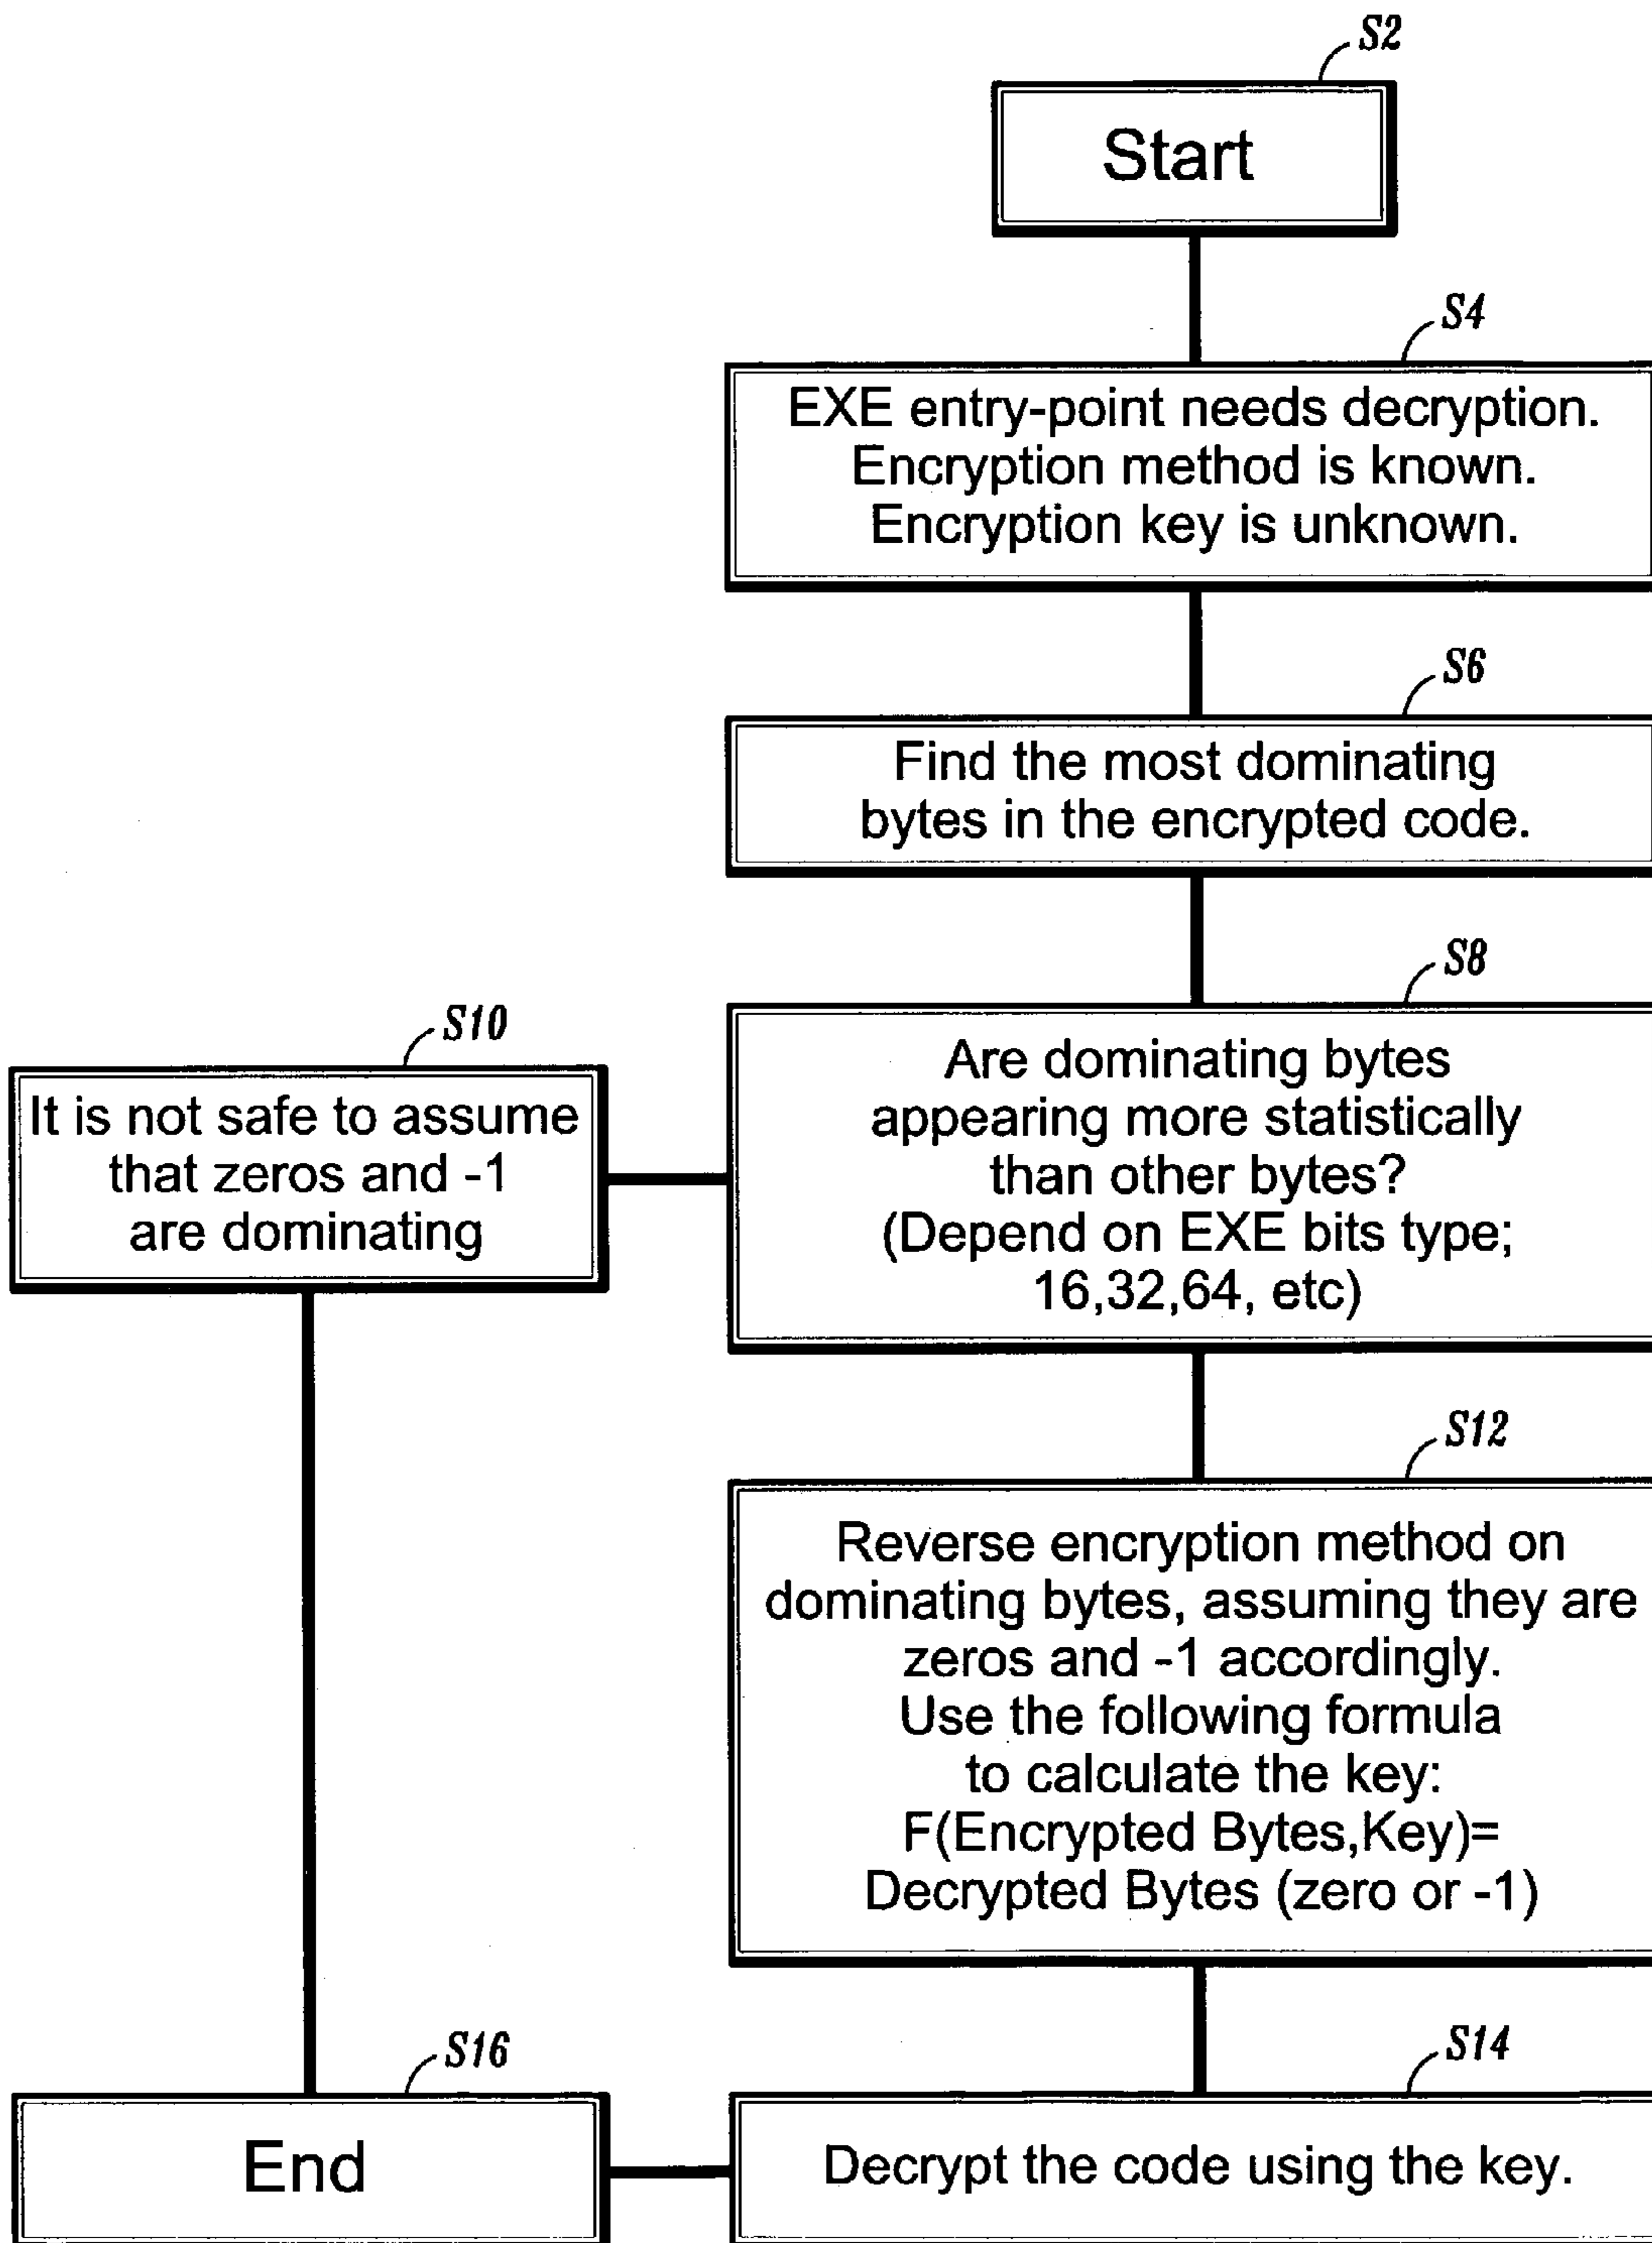 S2
Start
S4
EXE entry-point needs decryption.
Encryption method is known.
Encryption key is unknown.
S6
Find the most dominating
bytes in the encrypted code.
S8
Are dominating bytes
appearing more statistically
than other bytes?
(Depend on EXE bits type;
16,32,64, etc)
S10
It is not safe to assume
that zeros and -1
are dominating
S12
Reverse encryption method on
dominating bytes, assuming they are
zeros and -1 accordingly.
Use the following formula
to calculate the key:
F(Encrypted Bytes,Key)=
Decrypted Bytes (zero or -1)
S14
Decrypt the code using the key.
S16
End